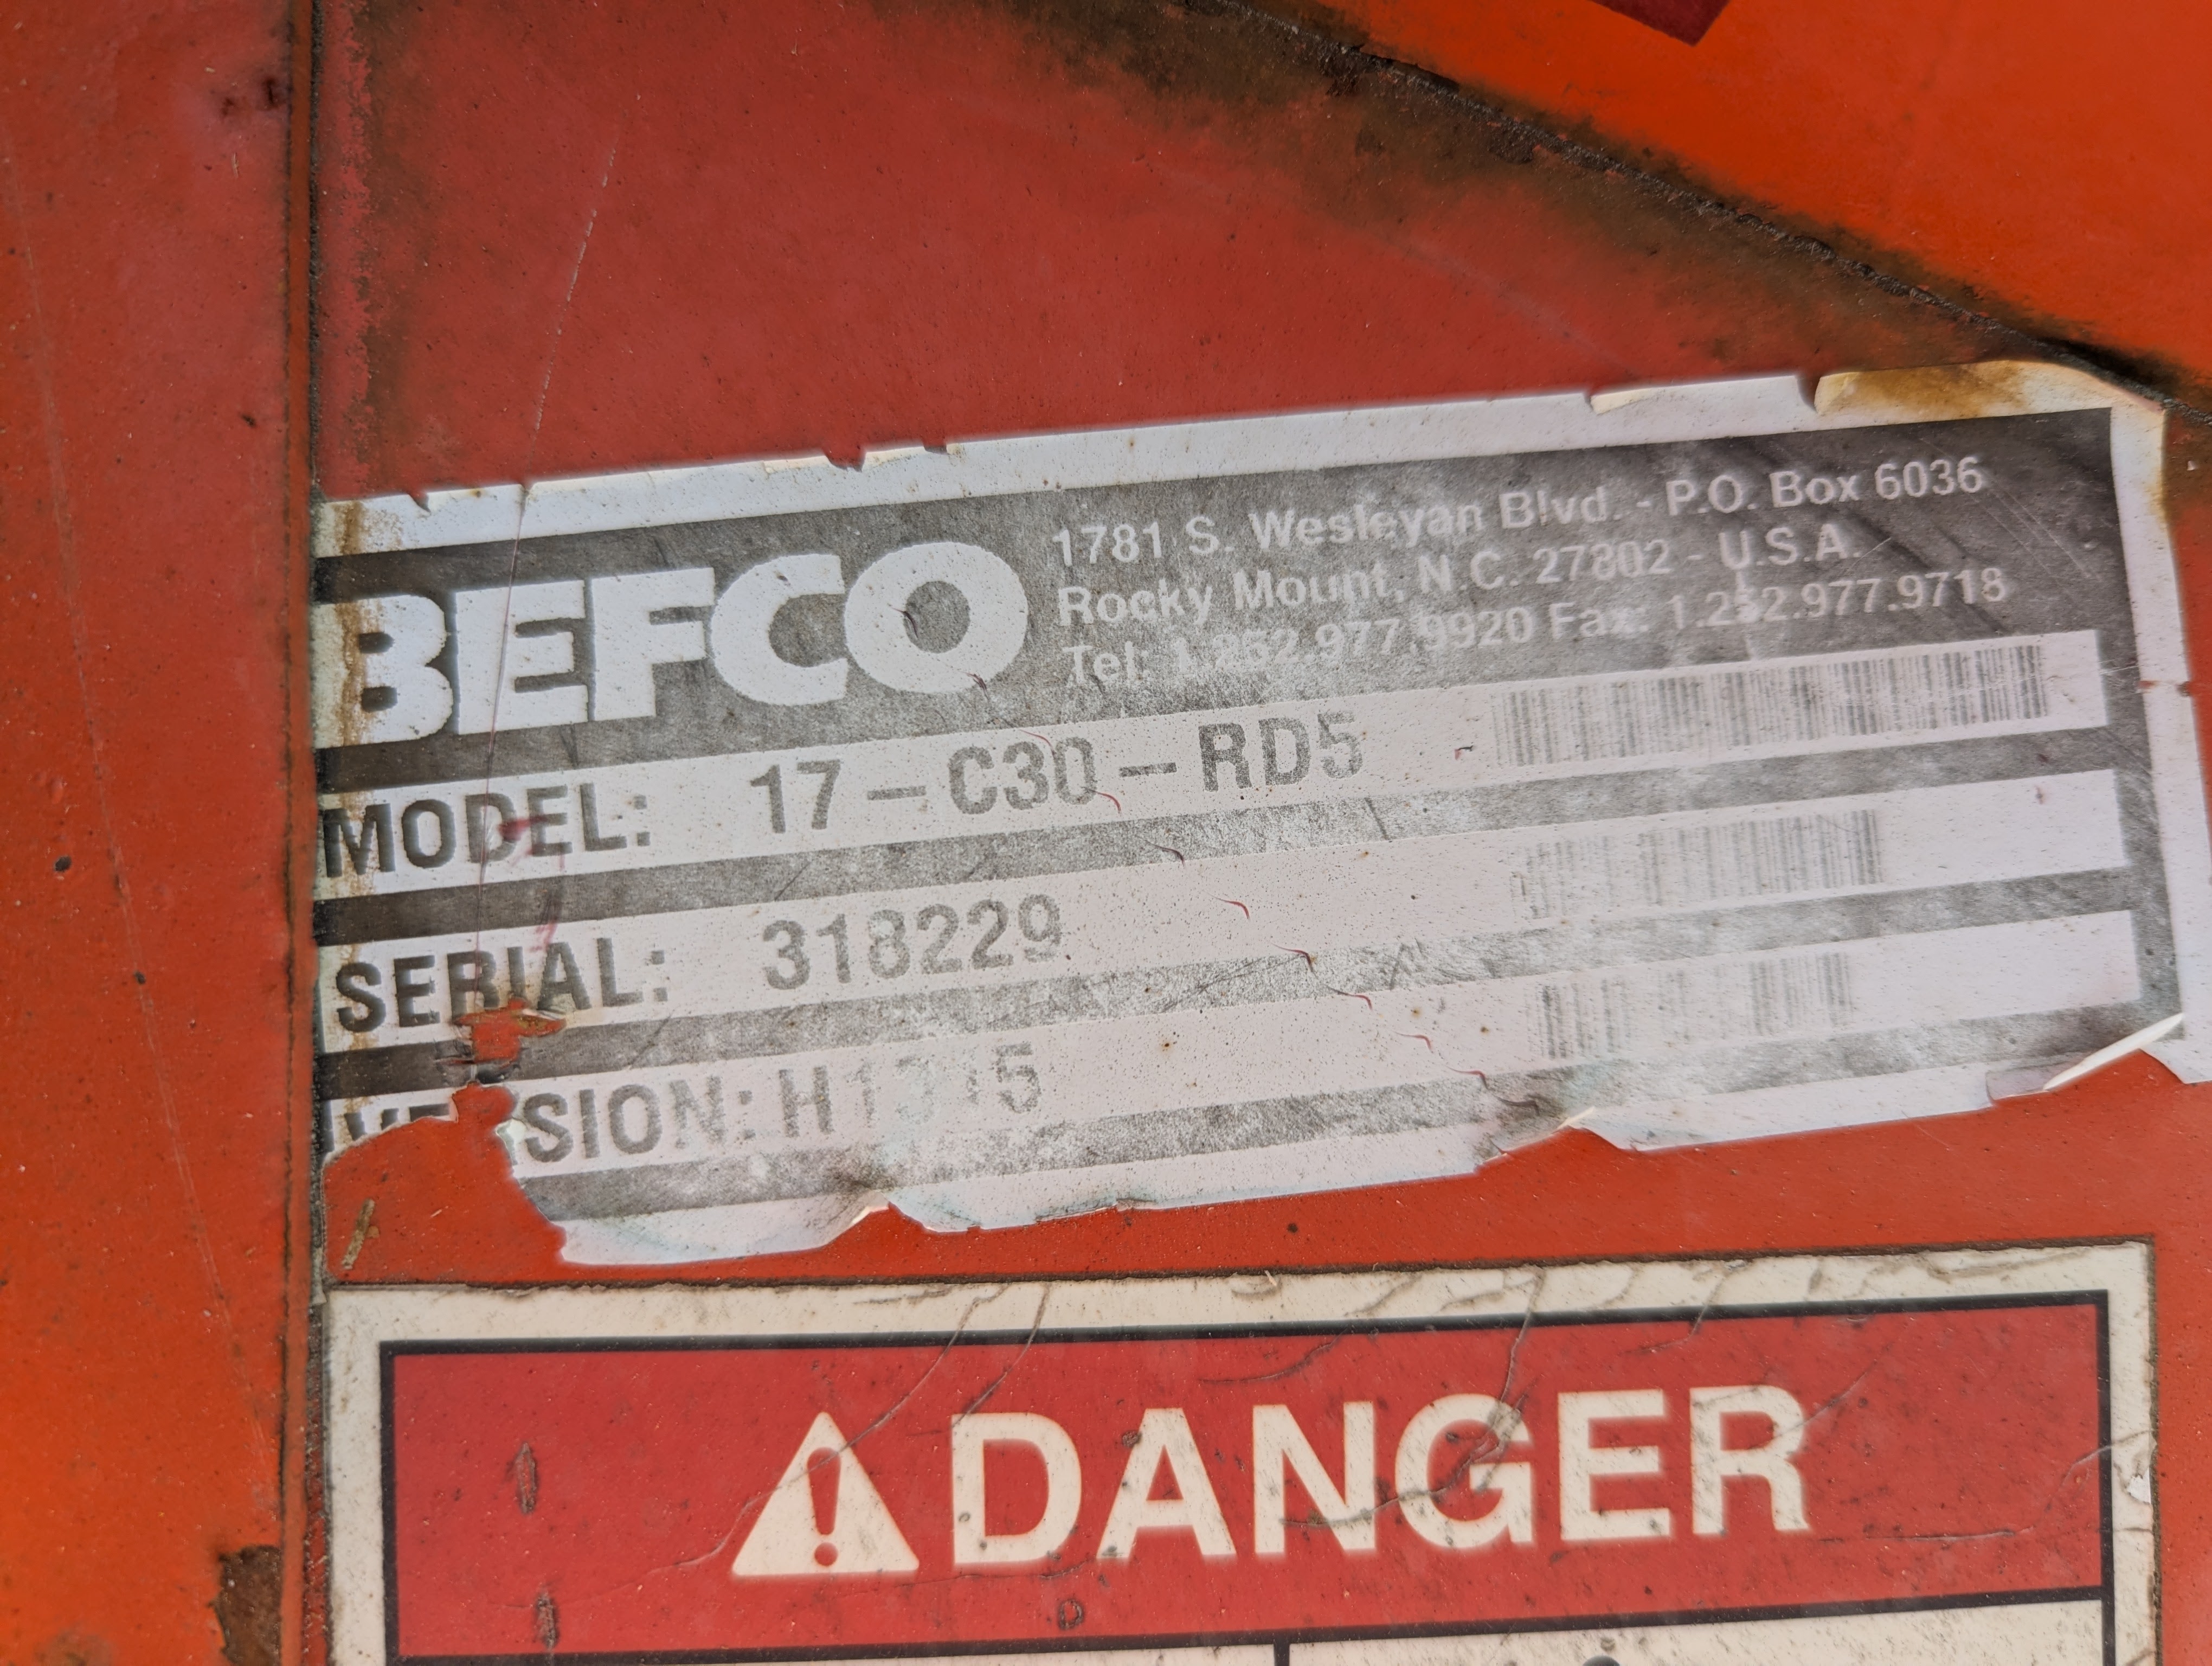 BEFCO
1781 S. Wesleyan Blvd. - P.O. Box 6036
Rocky Mount, N.C. 27802 - U.S.A.
Tel: 1.252.977.9920 Fax: 1.252.977.9718
MODEL: 17-C30-RD5
SERIAL: 318229
VERSION:
DANGER